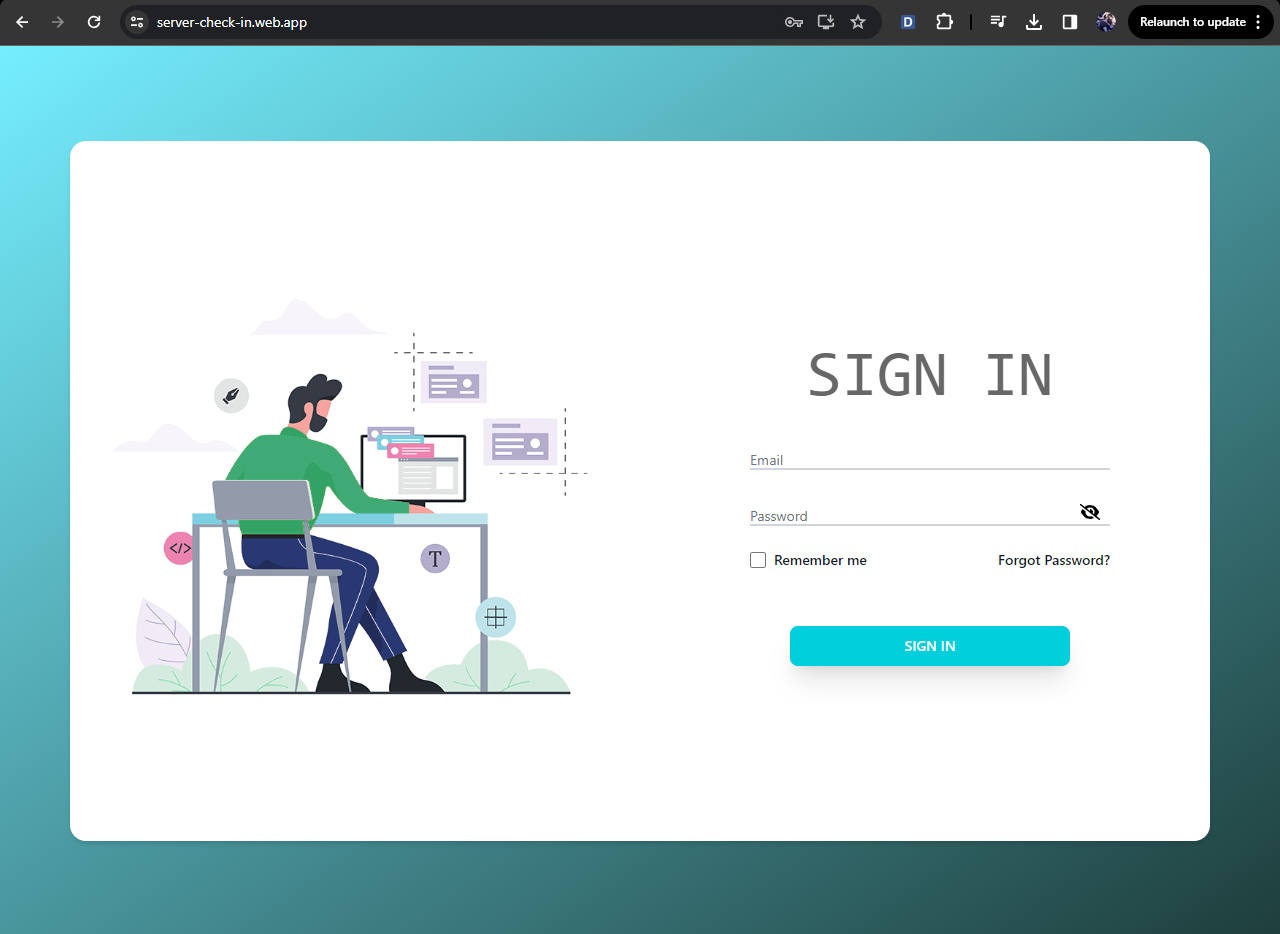 server-check-in.web.app
D
Relaunch to update
SIGN IN
Email
Password
</>
T
Remember me
Forgot Password?
SIGN IN